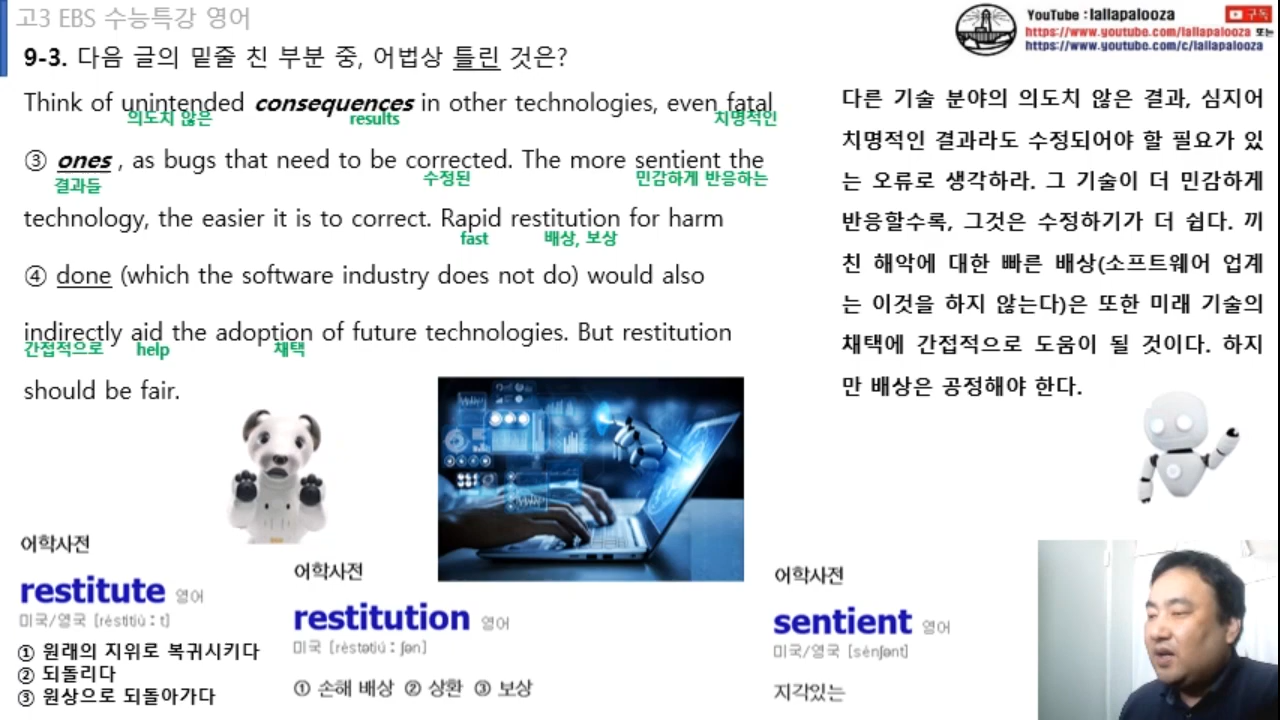 고3 EBS 수능특강 영어
YouTube : lallapalooza
구독
https://www.youtube.com/lallapalooza 또는
https://www.youtube.com/c/lallapalooza
9-3. 다음 글의 밑줄 친 부분 중, 어법상 틀린 것은?
Think of unintended consequences in other technologies, even fatal
의도치 않은 results 치명적인
③ ones , as bugs that need to be corrected. The more sentient the
결과들 수정된 민감하게 반응하는
technology, the easier it is to correct. Rapid restitution for harm
fast 배상, 보상
④ done (which the software industry does not do) would also
indirectly aid the adoption of future technologies. But restitution
간접적으로 help 채택
should be fair.
다른 기술 분야의 의도치 않은 결과, 심지어
치명적인 결과라도 수정되어야 할 필요가 있
는 오류로 생각하라. 그 기술이 더 민감하게
반응할수록, 그것은 수정하기가 더 쉽다. 끼
친 해악에 대한 빠른 배상(소프트웨어 업계
는 이것을 하지 않는다)은 또한 미래 기술의
채택에 간접적으로 도움이 될 것이다. 하지
만 배상은 공정해야 한다.
어학사전
restitute 영어
미국/영국 [réstitiùːt]
① 원래의 지위로 복귀시키다
② 되돌리다
③ 원상으로 되돌아가다
어학사전
restitution 영어
미국 [rèstətiúːʃən]
① 손해 배상 ② 상환 ③ 보상
어학사전
sentient 영어
미국/영국 [sénʃənt]
지각있는